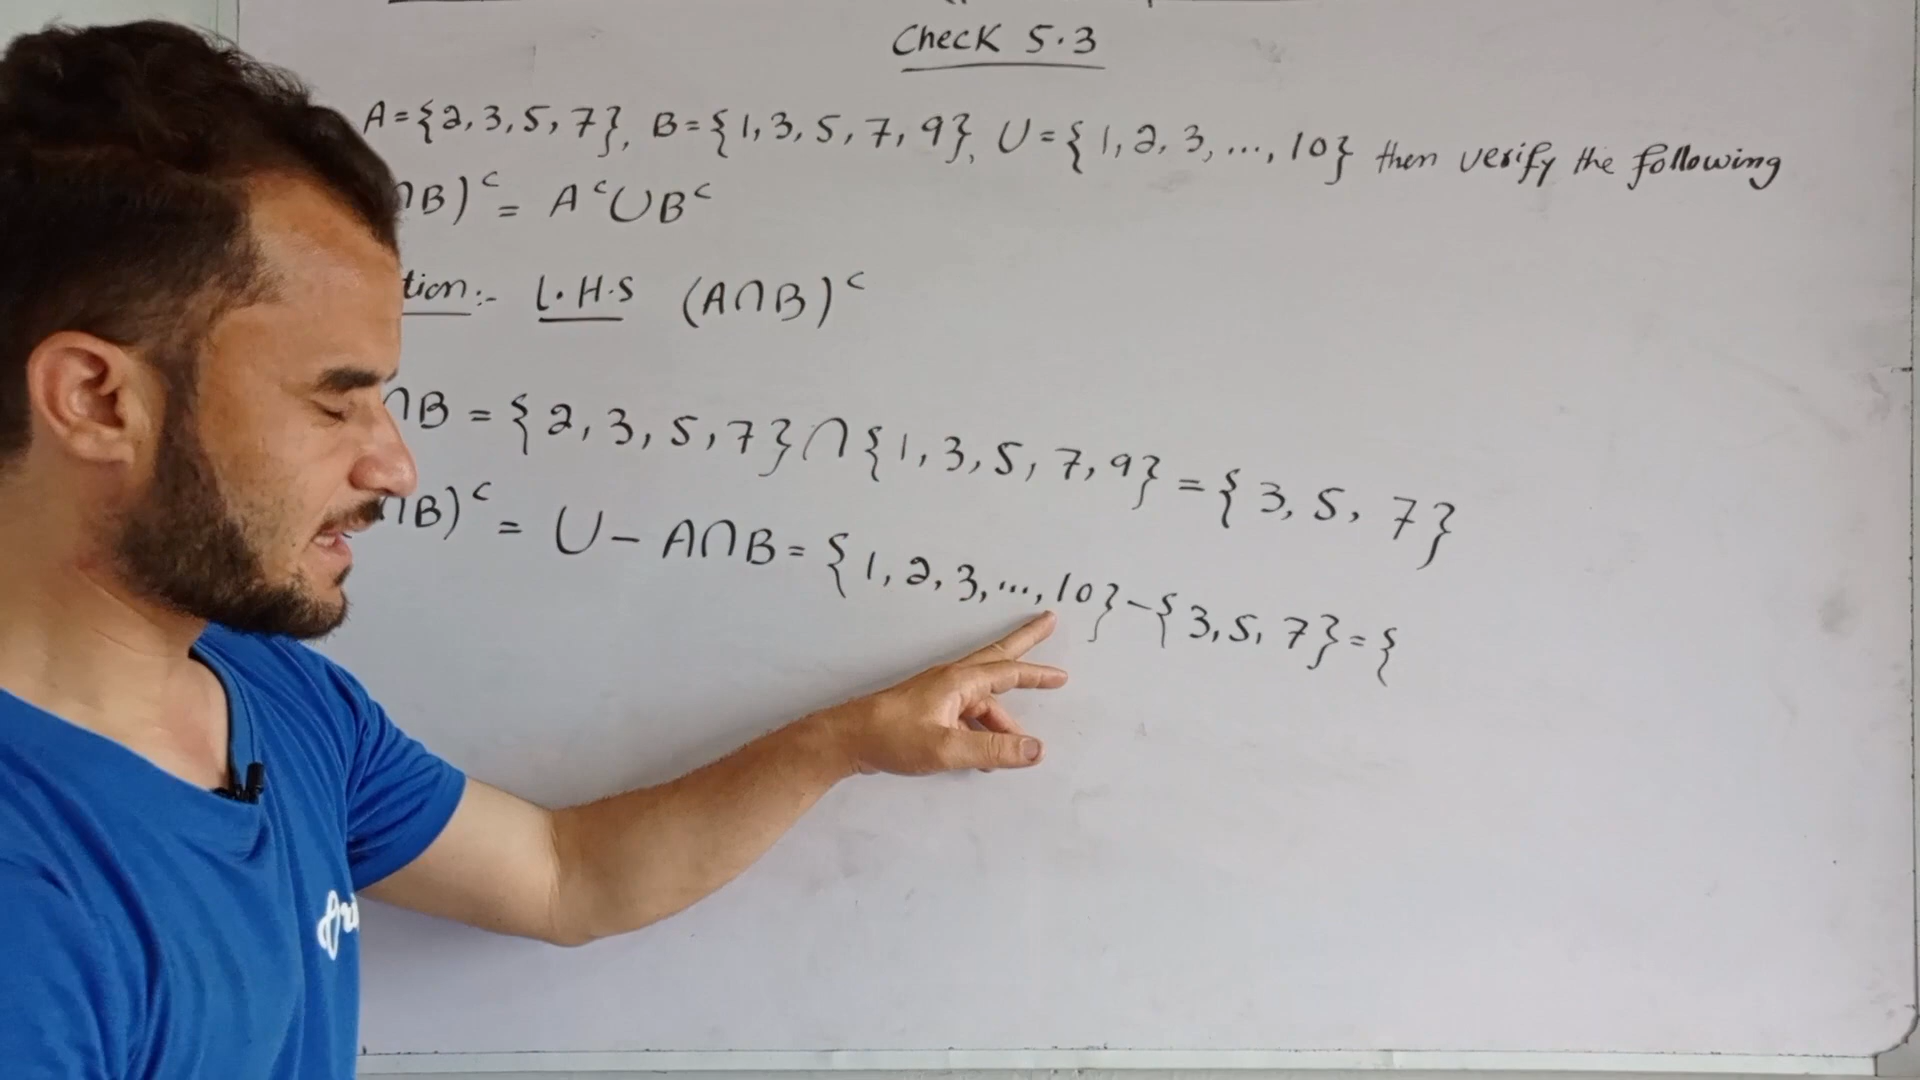 Check 5.3
A={2,3,5,7}, B={1,3,5,7,9}, U={1,2,3,...,10} then verify the following
∩B)ᶜ = Aᶜ∪Bᶜ
tion:- L.H.S (A∩B)ᶜ
∩B = {2,3,5,7}∩{1,3,5,7,9} = {3,5,7}
∩B)ᶜ = U - A∩B = {1,2,3,...,10}-{3,5,7}={